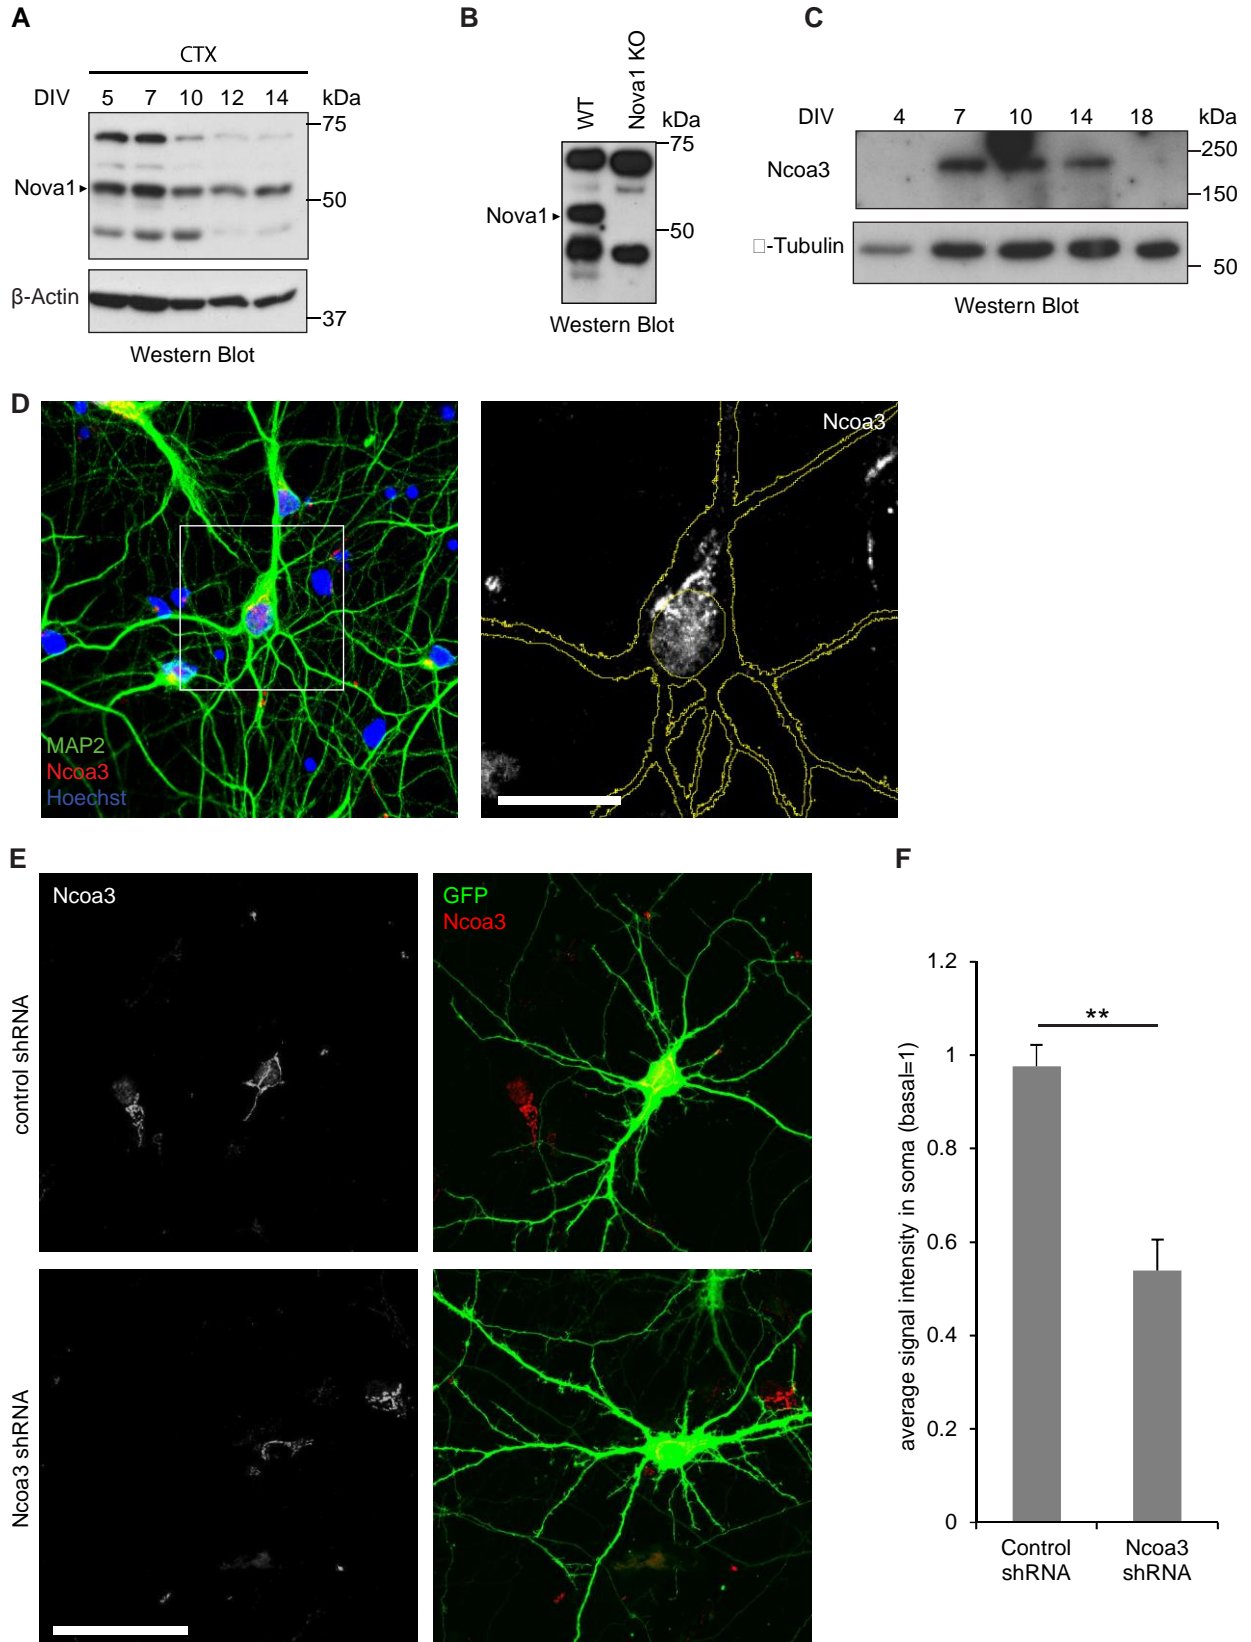 A
CTX
DIV 5 7 10 12 14 kDa
75
Nova1
50
β-Actin
37
Western Blot
B
WT
Nova1 KO
kDa
75
Nova1
50
Western Blot
C
DIV 4 7 10 14 18 kDa
Ncoa3
250
150
□-Tubulin
50
Western Blot
D
MAP2
Ncoa3
Hoechst
Ncoa3
E
control shRNA
Ncoa3
GFP
Ncoa3
Ncoa3 shRNA
F
average signal intensity in soma (basal=1)
1.2
1
0.8
0.6
0.4
0.2
0
**
Control shRNA
Ncoa3 shRNA